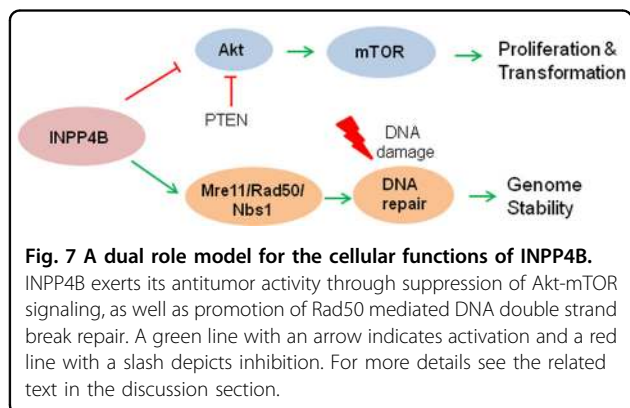 Akt
mTOR
Proliferation &
Transformation
PTEN
INPP4B
DNA
damage
Mre11/Rad50/
Nbs1
DNA
repair
Genome
Stability
Fig. 7 A dual role model for the cellular functions of INPP4B.
INPP4B exerts its antitumor activity through suppression of Akt-mTOR
signaling, as well as promotion of Rad50 mediated DNA double strand
break repair. A green line with an arrow indicates activation and a red
line with a slash depicts inhibition. For more details see the related
text in the discussion section.